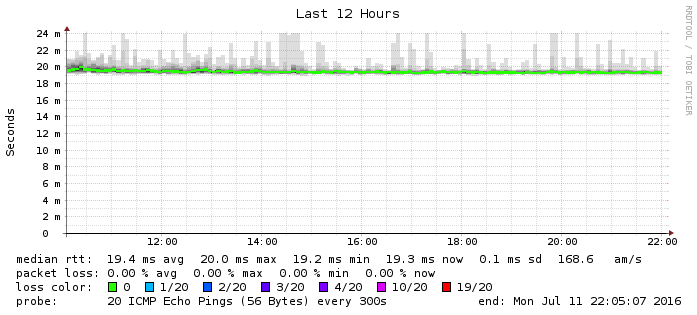 Last 12 Hours
RRDTOOL / TOBI OETIKER
Seconds
24 m
22 m
20 m
18 m
16 m
14 m
12 m
10 m
8 m
6 m
4 m
2 m
0
12:00 14:00 16:00 18:00 20:00 22:00
median rtt: 19.4 ms avg 20.0 ms max 19.2 ms min 19.3 ms now 0.1 ms sd 168.6 am/s
packet loss: 0.00 % avg 0.00 % max 0.00 % min 0.00 % now
loss color: 0 1/20 2/20 3/20 4/20 10/20 19/20
probe: 20 ICMP Echo Pings (56 Bytes) every 300s end: Mon Jul 11 22:05:07 2016